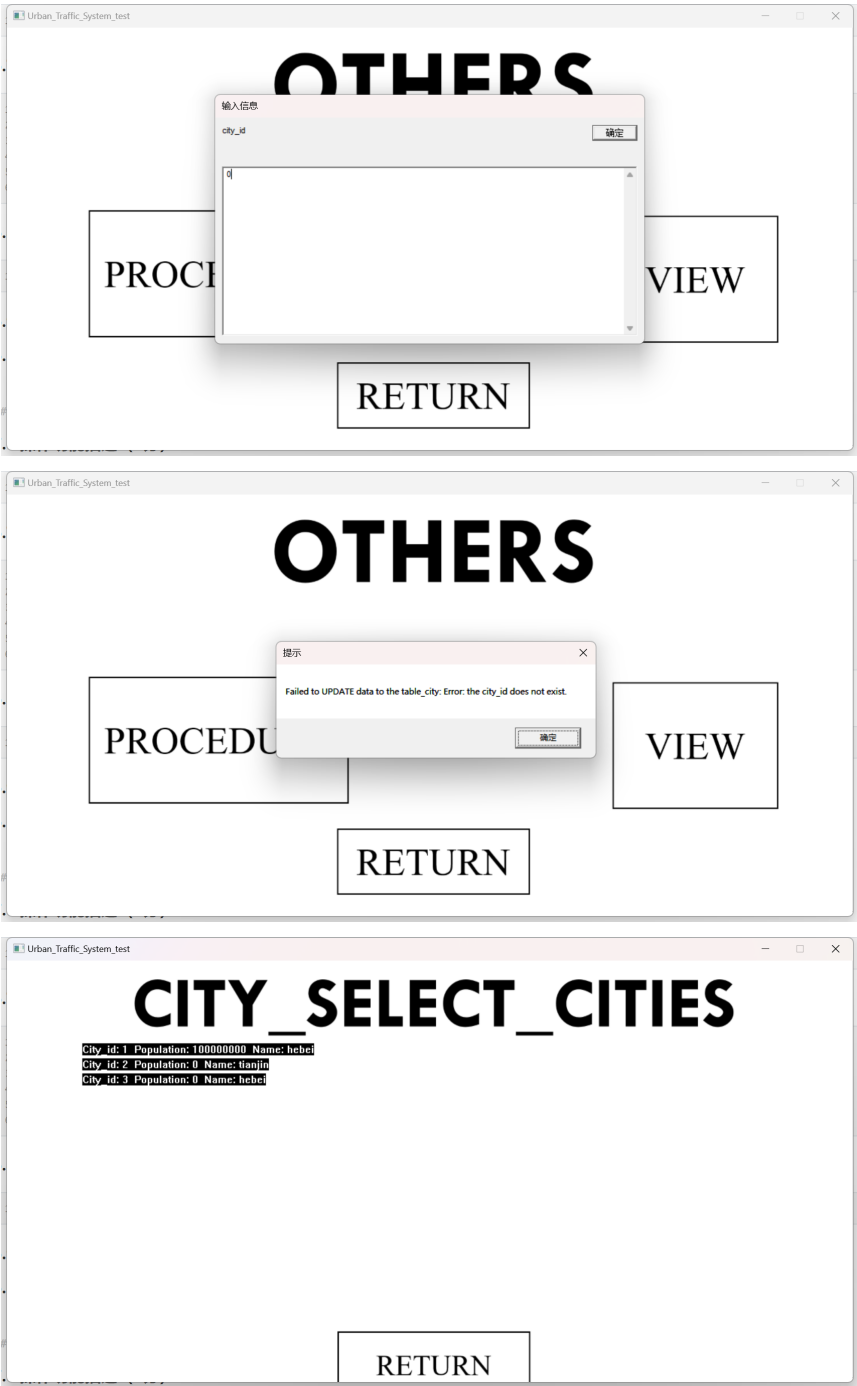 Urban_Traffic_System_test
OTHERS
输入信息
city_id
确定
0
PROCE
VIEW
RETURN
Urban_Traffic_System_test
OTHERS
提示
Failed to UPDATE data to the table_city: Error: the city_id does not exist.
确定
PROCEDU
VIEW
RETURN
Urban_Traffic_System_test
CITY_SELECT_CITIES
City_id: 1 Population: 100000000 Name: hebei
City_id: 2 Population: 0 Name: tianjin
City_id: 3 Population: 0 Name: hebei
RETURN